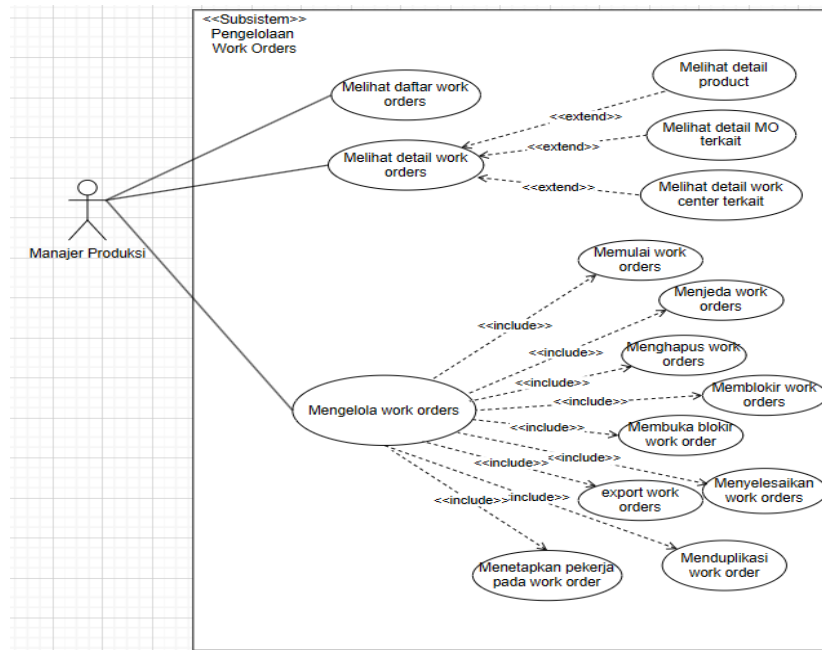 <<Subsistem>>
Pengelolaan
Work Orders
Melihat daftar work
orders
Melihat detail
product
<<extend>>
Melihat detail work
orders
<<extend>>
Melihat detail MO
terkait
<<extend>>
Melihat detail work
center terkait
Manajer Produksi
Memulai work
orders
Menjeda work
orders
<<include>>
<<include>>
Menghapus work
orders
<<include>>
Memblokir work
orders
Mengelola work orders
<<include>>
<<include>>
Membuka blokir
work order
<<include>>
<<include>>
Menyelesaikan
work orders
export work
orders
<<include>>
include>>
Menetapkan pekerja
pada work order
Menduplikasi
work order